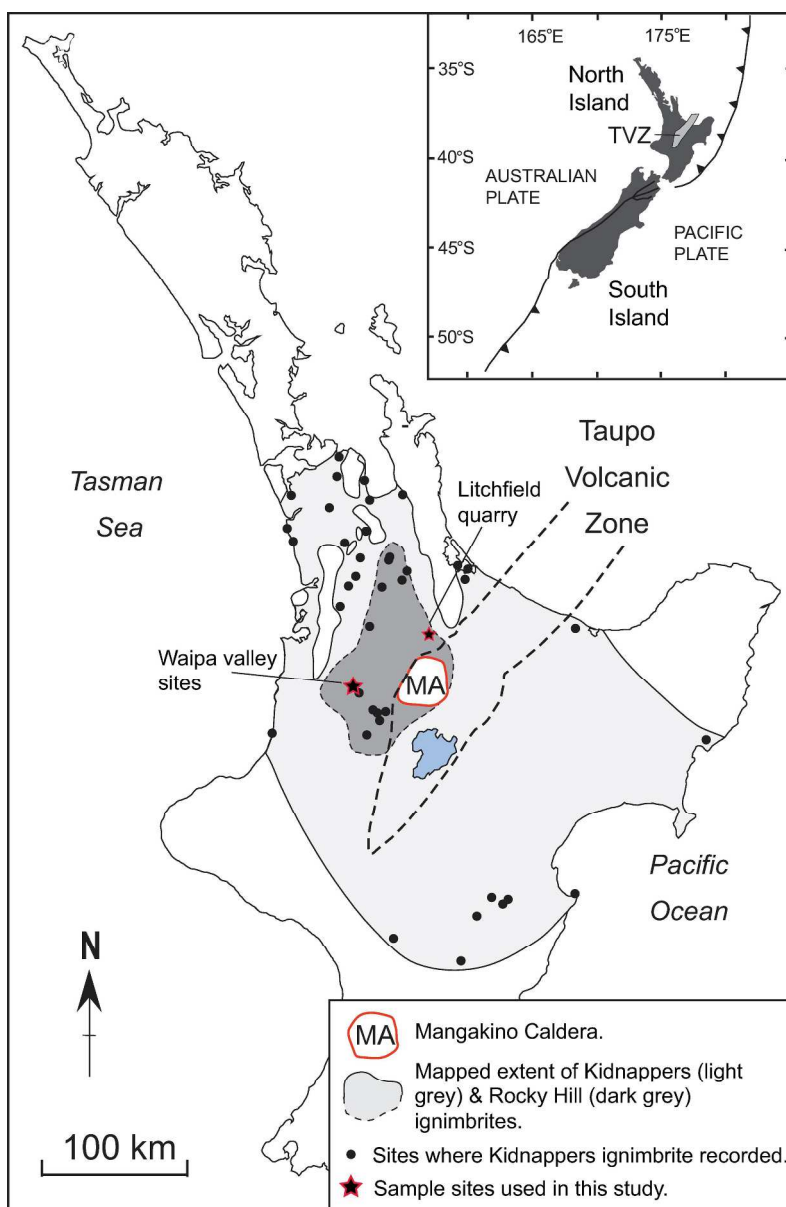 165°E
175°E
35°S
40°S
45°S
50°S
North
Island
TVZ
AUSTRALIAN
PLATE
PACIFIC
PLATE
South
Island
Tasman
Sea
Taupo
Volcanic
Zone
Litchfield
quarry
Waipa valley
sites
MA
Pacific
Ocean
N
100 km
MA
Mangakino Caldera.
Mapped extent of Kidnappers (light
grey) & Rocky Hill (dark grey)
ignimbrites.
Sites where Kidnappers ignimbrite recorded.
Sample sites used in this study.